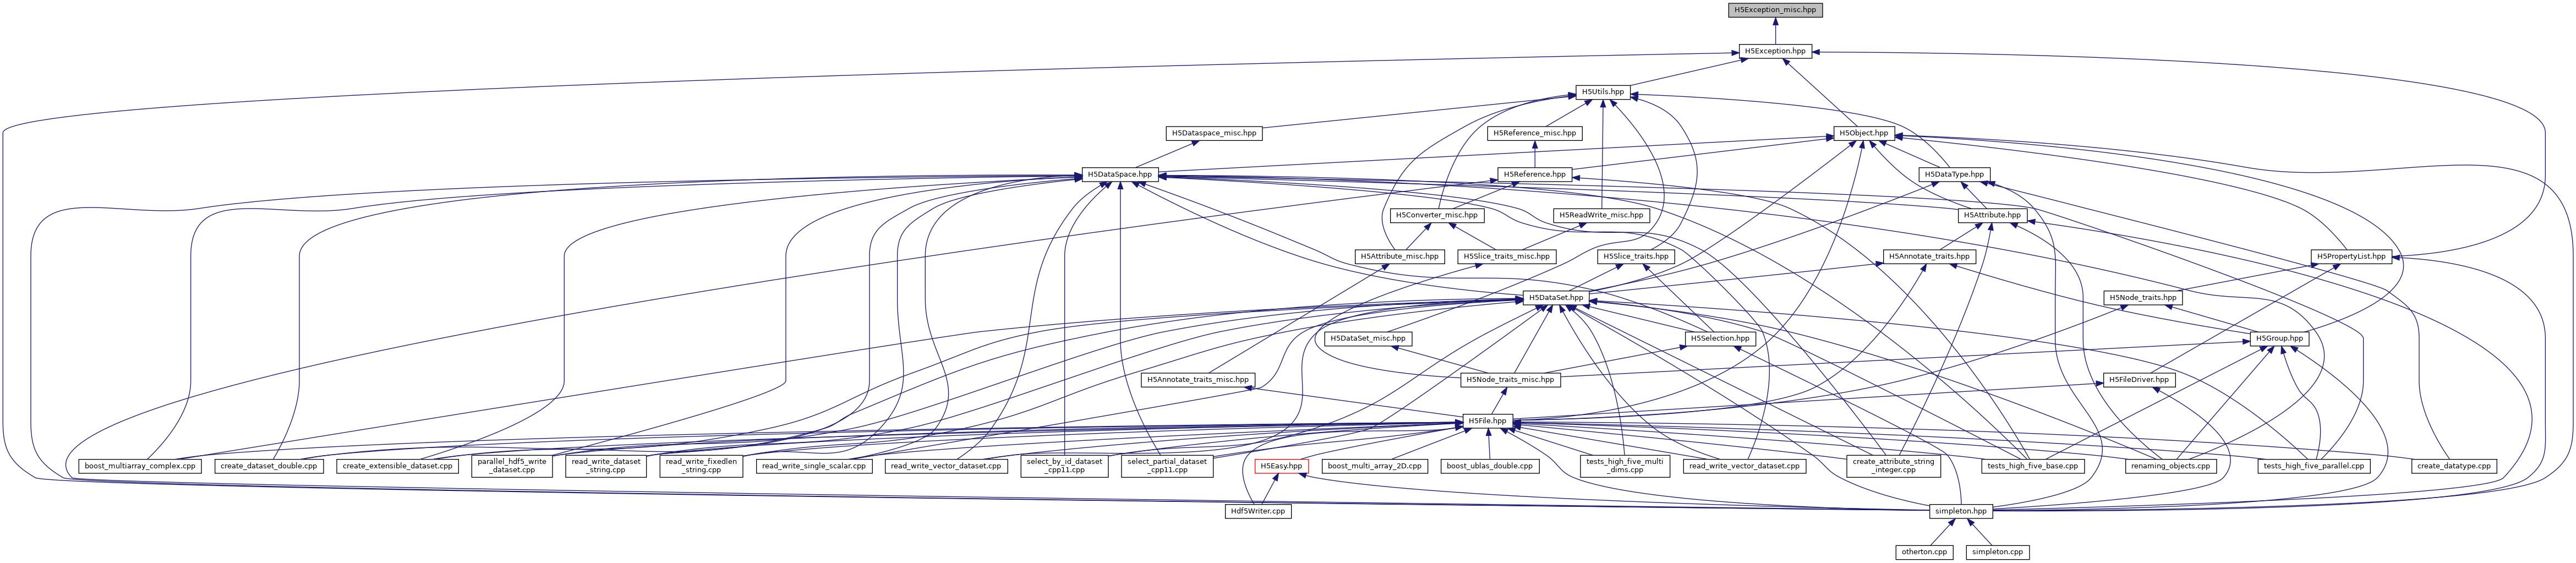 H5Exception_misc.hpp
H5Exception.hpp
H5Utils.hpp
H5Dataspace_misc.hpp
H5Reference_misc.hpp
H5Object.hpp
H5DataSpace.hpp
H5Reference.hpp
H5DataType.hpp
H5Converter_misc.hpp
H5ReadWrite_misc.hpp
H5Attribute.hpp
H5Attribute_misc.hpp
H5Slice_traits_misc.hpp
H5Slice_traits.hpp
H5Annotate_traits.hpp
H5PropertyList.hpp
H5DataSet.hpp
H5Node_traits.hpp
H5DataSet_misc.hpp
H5Selection.hpp
H5Group.hpp
H5Annotate_traits_misc.hpp
H5Node_traits_misc.hpp
H5FileDriver.hpp
H5File.hpp
boost_multiarray_complex.cpp
create_dataset_double.cpp
create_extensible_dataset.cpp
parallel_hdf5_write
_dataset.cpp
read_write_dataset
_string.cpp
read_write_fixedlen
_string.cpp
read_write_single_scalar.cpp
read_write_vector_dataset.cpp
select_by_id_dataset
_cpp11.cpp
select_partial_dataset
_cpp11.cpp
H5Easy.hpp
boost_multi_array_2D.cpp
boost_ublas_double.cpp
tests_high_five_multi
_dims.cpp
read_write_vector_dataset.cpp
create_attribute_string
_integer.cpp
tests_high_five_base.cpp
renaming_objects.cpp
tests_high_five_parallel.cpp
create_datatype.cpp
Hdf5Writer.cpp
simpleton.hpp
otherton.cpp
simpleton.cpp